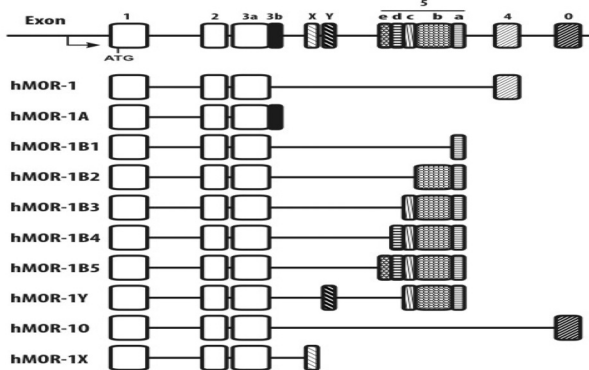 5
Exon 1 2 3a 3b X Y e d c b a 4 0
ATG
hMOR-1
hMOR-1A
hMOR-1B1
hMOR-1B2
hMOR-1B3
hMOR-1B4
hMOR-1B5
hMOR-1Y
hMOR-1O
hMOR-1X